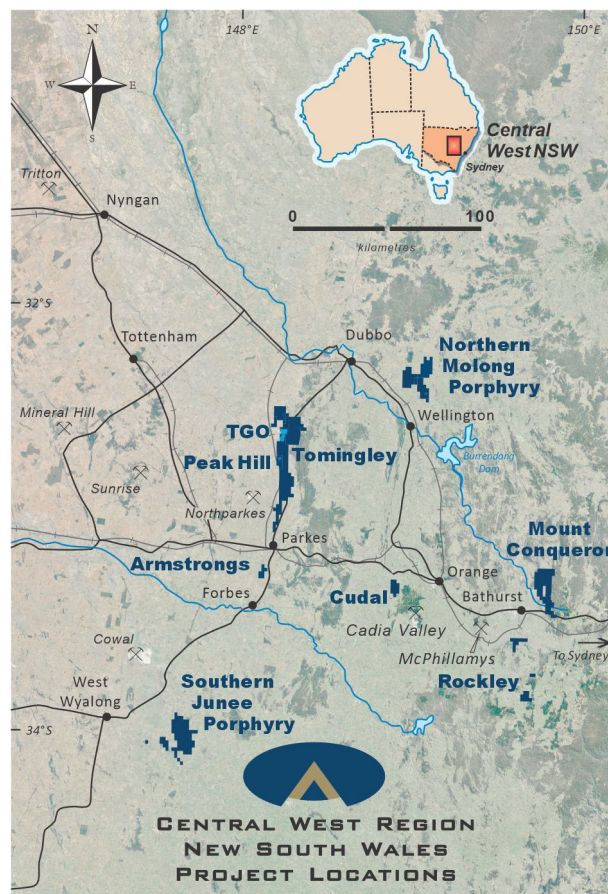 148°E
150°E
N
W
E
S
Central
West NSW
Sydney
0
100
kilometres
Tritton
Nyngan
32°S
Tottenham
Dubbo
Northern
Molong
Porphyry
Mineral Hill
TGO
Wellington
Peak Hill
Tomingley
Burrendong
Dam
Sunrise
Northparkes
Mount
Conqueror
Parkes
Armstrongs
Orange
Forbes
Cudal
Bathurst
Cadia Valley
Cowal
McPhillamys
To Sydney
West
Wyalong
Southern
Junee
Porphyry
Rockley
34°S
Central West Region
New South Wales
Project Locations